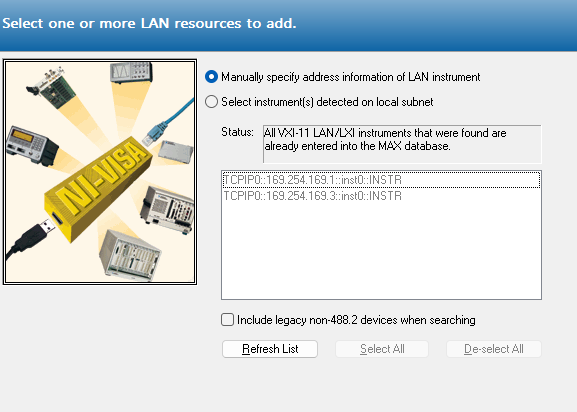 Select one or more LAN resources to add.
NI-VISA
Manually specify address information of LAN instrument
Select instrument(s) detected on local subnet
Status: All VXI-11 LAN/LXI instruments that were found are
already entered into the MAX database.
TCPIP0::169.254.169.1::inst0::INSTR
TCPIP0::169.254.169.3::inst0::INSTR
Include legacy non-488.2 devices when searching
Refresh List Select All De-select All